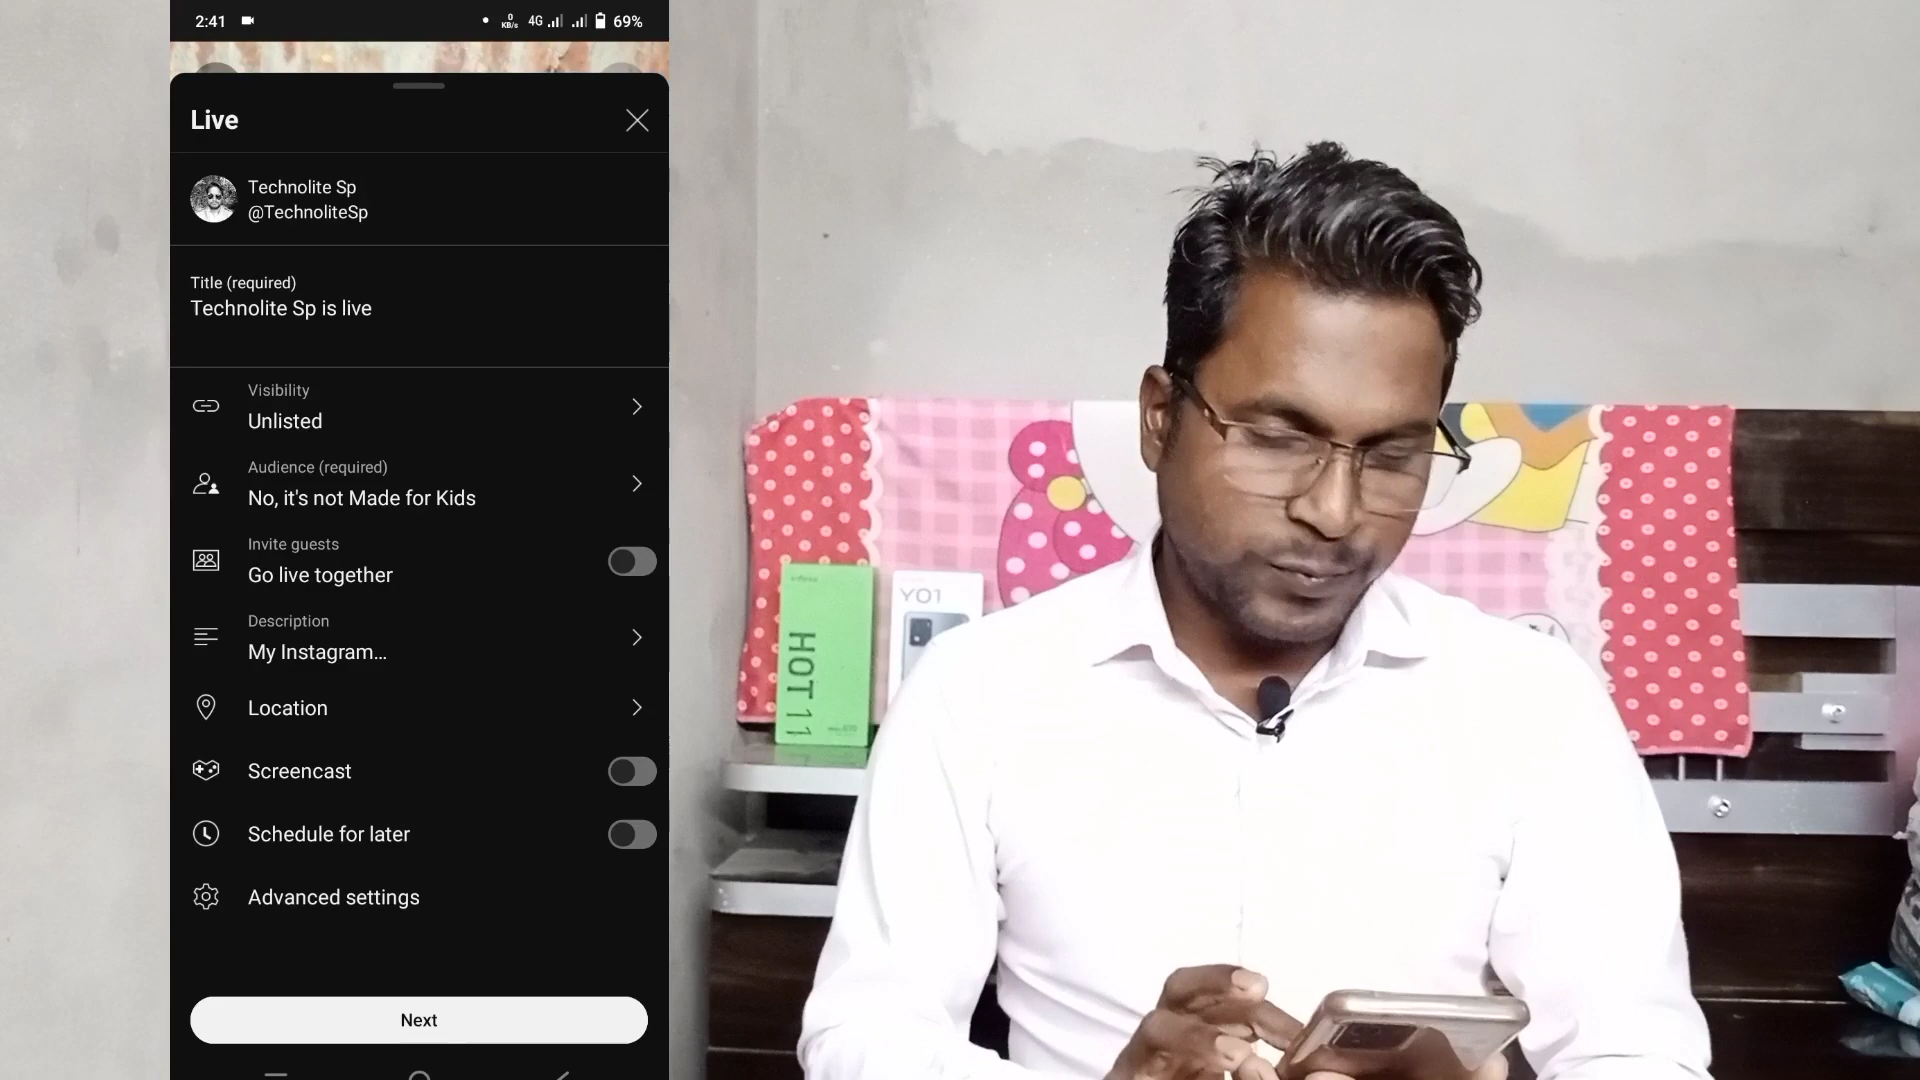 2:41
0
KB/s
4G
69%
Live
Technolite Sp
@TechnoliteSp
Title (required)
Technolite Sp is live
Visibility
Unlisted
Audience (required)
No, it's not Made for Kids
Invite guests
Go live together
Description
My Instagram...
Location
Screencast
Schedule for later
Advanced settings
Next
Y01
HOT 11